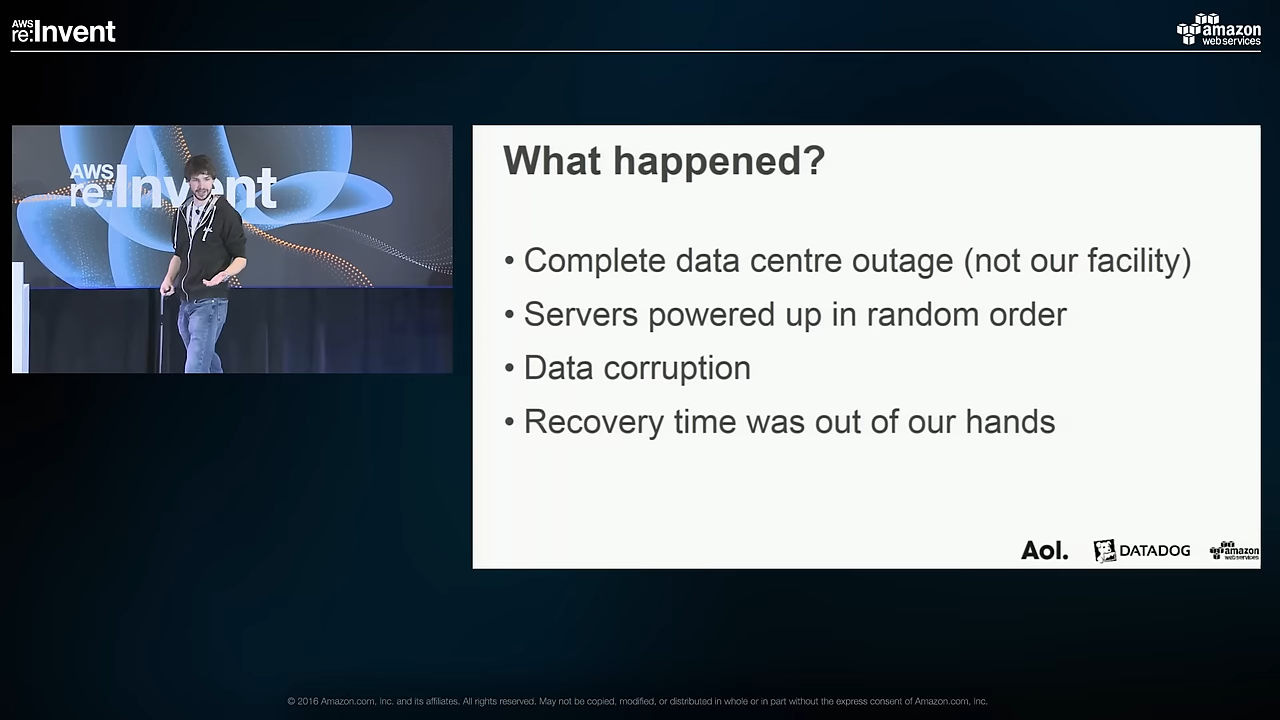 AWS
re:Invent
amazon
web services
AWS
re:Invent
What happened?
• Complete data centre outage (not our facility)
• Servers powered up in random order
• Data corruption
• Recovery time was out of our hands
Aol.
DATADOG
amazon
web services
© 2016 Amazon.com, Inc. and its affiliates. All rights reserved. May not be copied, modified, or distributed in whole or in part without the express consent of Amazon.com, Inc.